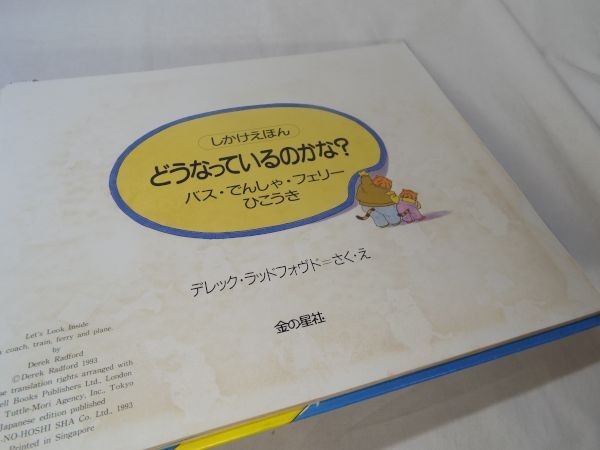 しかけえほん
どうなっているのかな?
バス・でんしゃ・フェリー
ひこうき
デレック・ラッドフォヴド=さく・え
金の星社
Let's Look Inside
coach, train, ferry and plane.
by
Derek Radford
©Derek Radford 1993
translation rights arranged with
Books Publishers Ltd., London
Tuttle-Mori Agency, Inc., Tokyo
Japanese edition published
-NO-HOSHI SHA Co. Ltd., 1993
Printed in Singapore